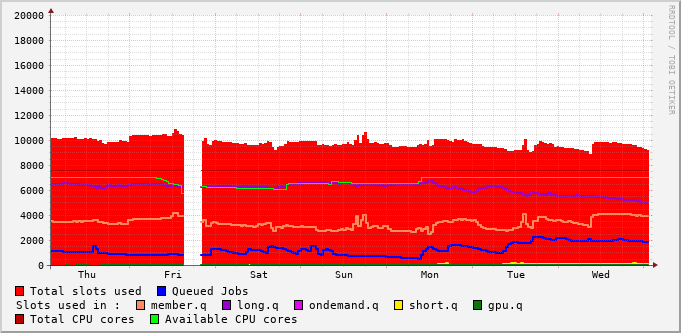 20000
18000
16000
14000
12000
10000
8000
6000
4000
2000
0
Thu Fri Sat Sun Mon Tue Wed
RRDTOOL / TOBI OETIKER
Total slots used Queued Jobs
Slots used in : member.q long.q ondemand.q short.q gpu.q
Total CPU cores Available CPU cores